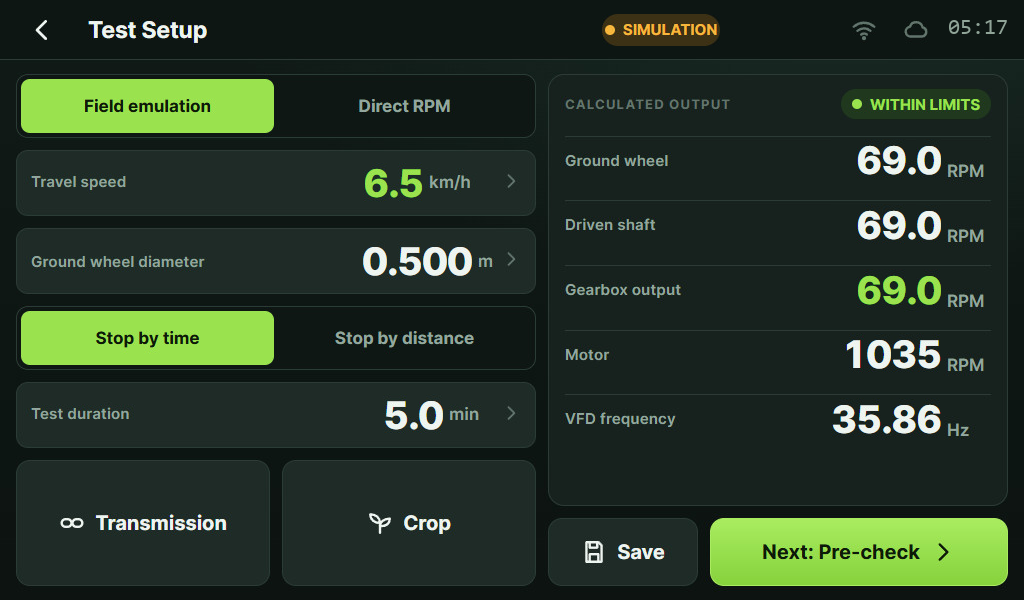 Test Setup
SIMULATION
05:17
Field emulation
Direct RPM
Travel speed
6.5 km/h
Ground wheel diameter
0.500 m
Stop by time
Stop by distance
Test duration
5.0 min
Transmission
Crop
CALCULATED OUTPUT
WITHIN LIMITS
Ground wheel
69.0 RPM
Driven shaft
69.0 RPM
Gearbox output
69.0 RPM
Motor
1035 RPM
VFD frequency
35.86 Hz
Save
Next: Pre-check